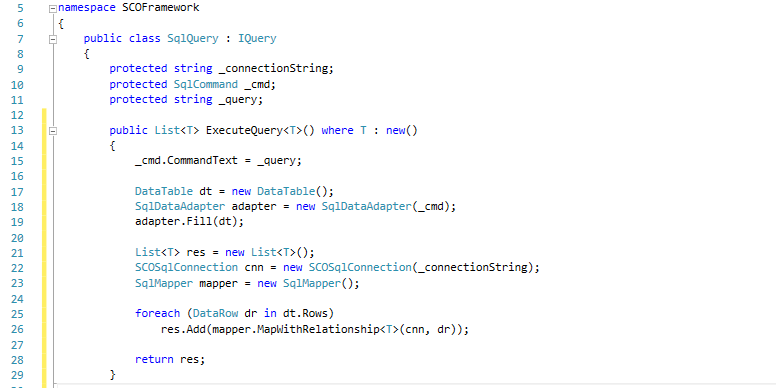 5 namespace SCOFramework
6 {
7 public class SqlQuery : IQuery
8 {
9 protected string _connectionString;
10 protected SqlCommand _cmd;
11 protected string _query;
12
13 public List<T> ExecuteQuery<T>() where T : new()
14 {
15 _cmd.CommandText = _query;
16
17 DataTable dt = new DataTable();
18 SqlDataAdapter adapter = new SqlDataAdapter(_cmd);
19 adapter.Fill(dt);
20
21 List<T> res = new List<T>();
22 SCOSqlConnection cnn = new SCOSqlConnection(_connectionString);
23 SqlMapper mapper = new SqlMapper();
24
25 foreach (DataRow dr in dt.Rows)
26 res.Add(mapper.MapWithRelationship<T>(cnn, dr));
27
28 return res;
29 }